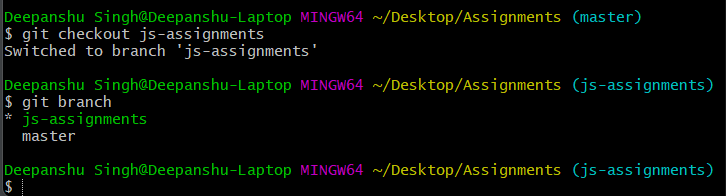 Deepanshu Singh@Deepanshu-Laptop MINGW64 ~/Desktop/Assignments (master)
$ git checkout js-assignments
Switched to branch 'js-assignments'
Deepanshu Singh@Deepanshu-Laptop MINGW64 ~/Desktop/Assignments (js-assignments)
$ git branch
* js-assignments
  master
Deepanshu Singh@Deepanshu-Laptop MINGW64 ~/Desktop/Assignments (js-assignments)
$